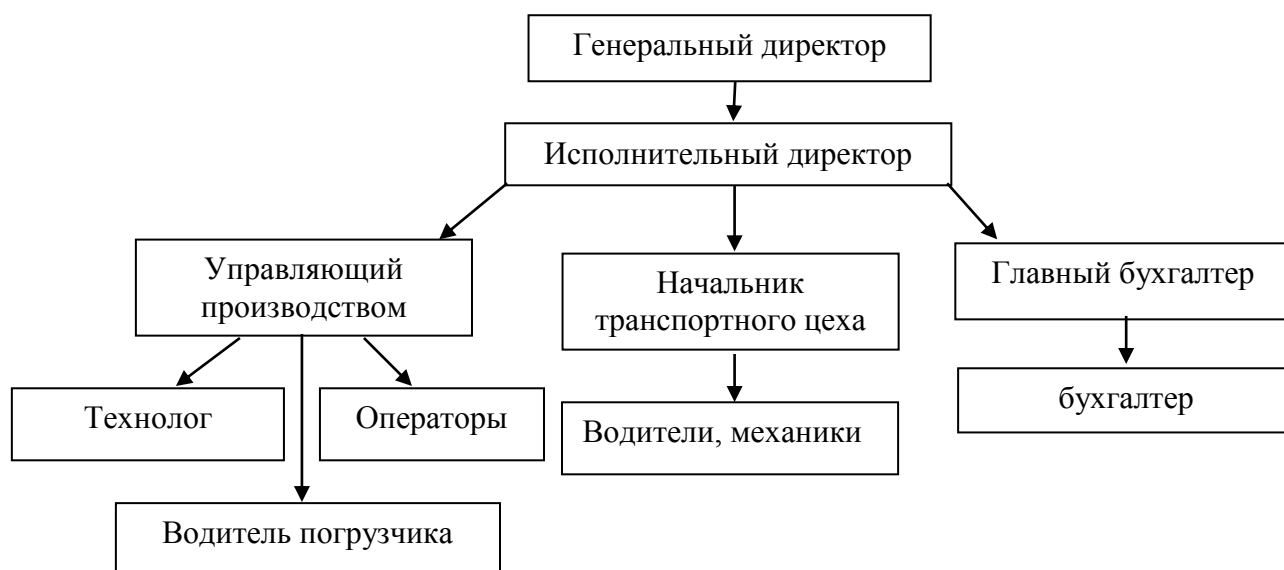 Генеральный директор
Исполнительный директор
Управляющий
производством
Начальник
транспортного цеха
Главный бухгалтер
Технолог
Операторы
Водители, механики
бухгалтер
Водитель погрузчика